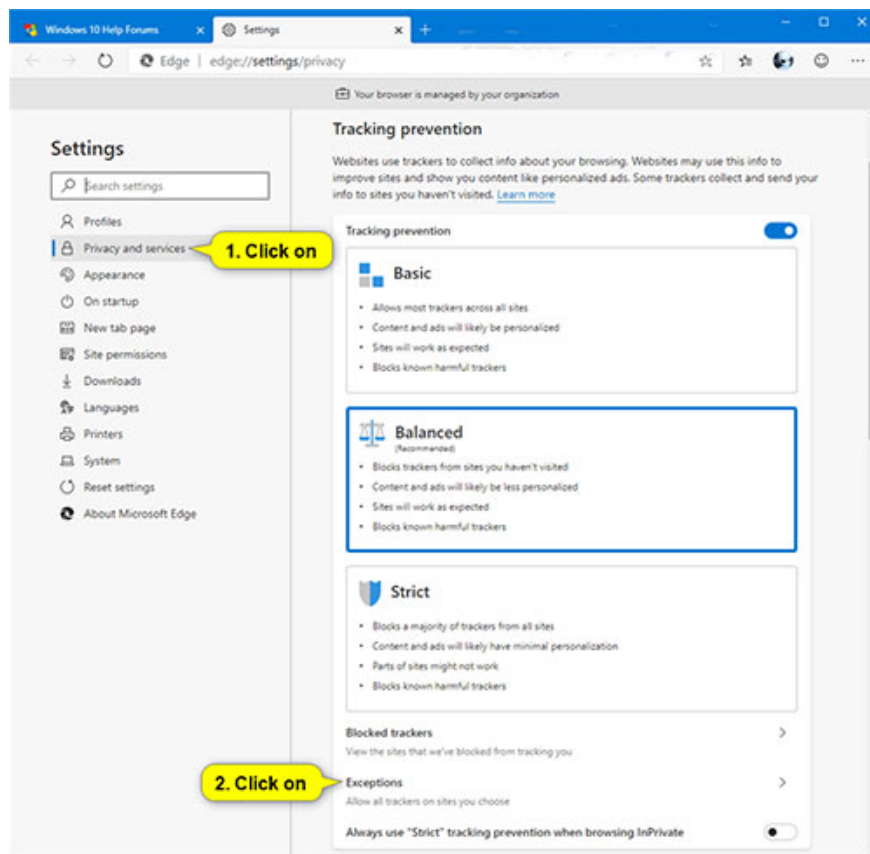 Windows 10 Help Forums
Settings
Edge | edge://settings/privacy
Your browser is managed by your organization
Settings
Search settings
Profiles
Privacy and services
1. Click on
Appearance
On startup
New tab page
Site permissions
Downloads
Languages
Printers
System
Reset settings
About Microsoft Edge
Tracking prevention
Websites use trackers to collect info about your browsing. Websites may use this info to
improve sites and show you content like personalized ads. Some trackers collect and send your
info to sites you haven't visited. Learn more
Tracking prevention
Basic
• Allows most trackers across all sites
• Content and ads will likely be personalized
• Sites will work as expected
• Blocks known harmful trackers
Balanced
(Recommended)
• Blocks trackers from sites you haven't visited
• Content and ads will likely be less personalized
• Sites will work as expected
• Blocks known harmful trackers
Strict
• Blocks a majority of trackers from all sites
• Content and ads will likely have minimal personalization
• Parts of sites might not work
• Blocks known harmful trackers
Blocked trackers
View the sites that we've blocked from tracking you
2. Click on
Exceptions
Allow all trackers on sites you choose
Always use "Strict" tracking prevention when browsing InPrivate